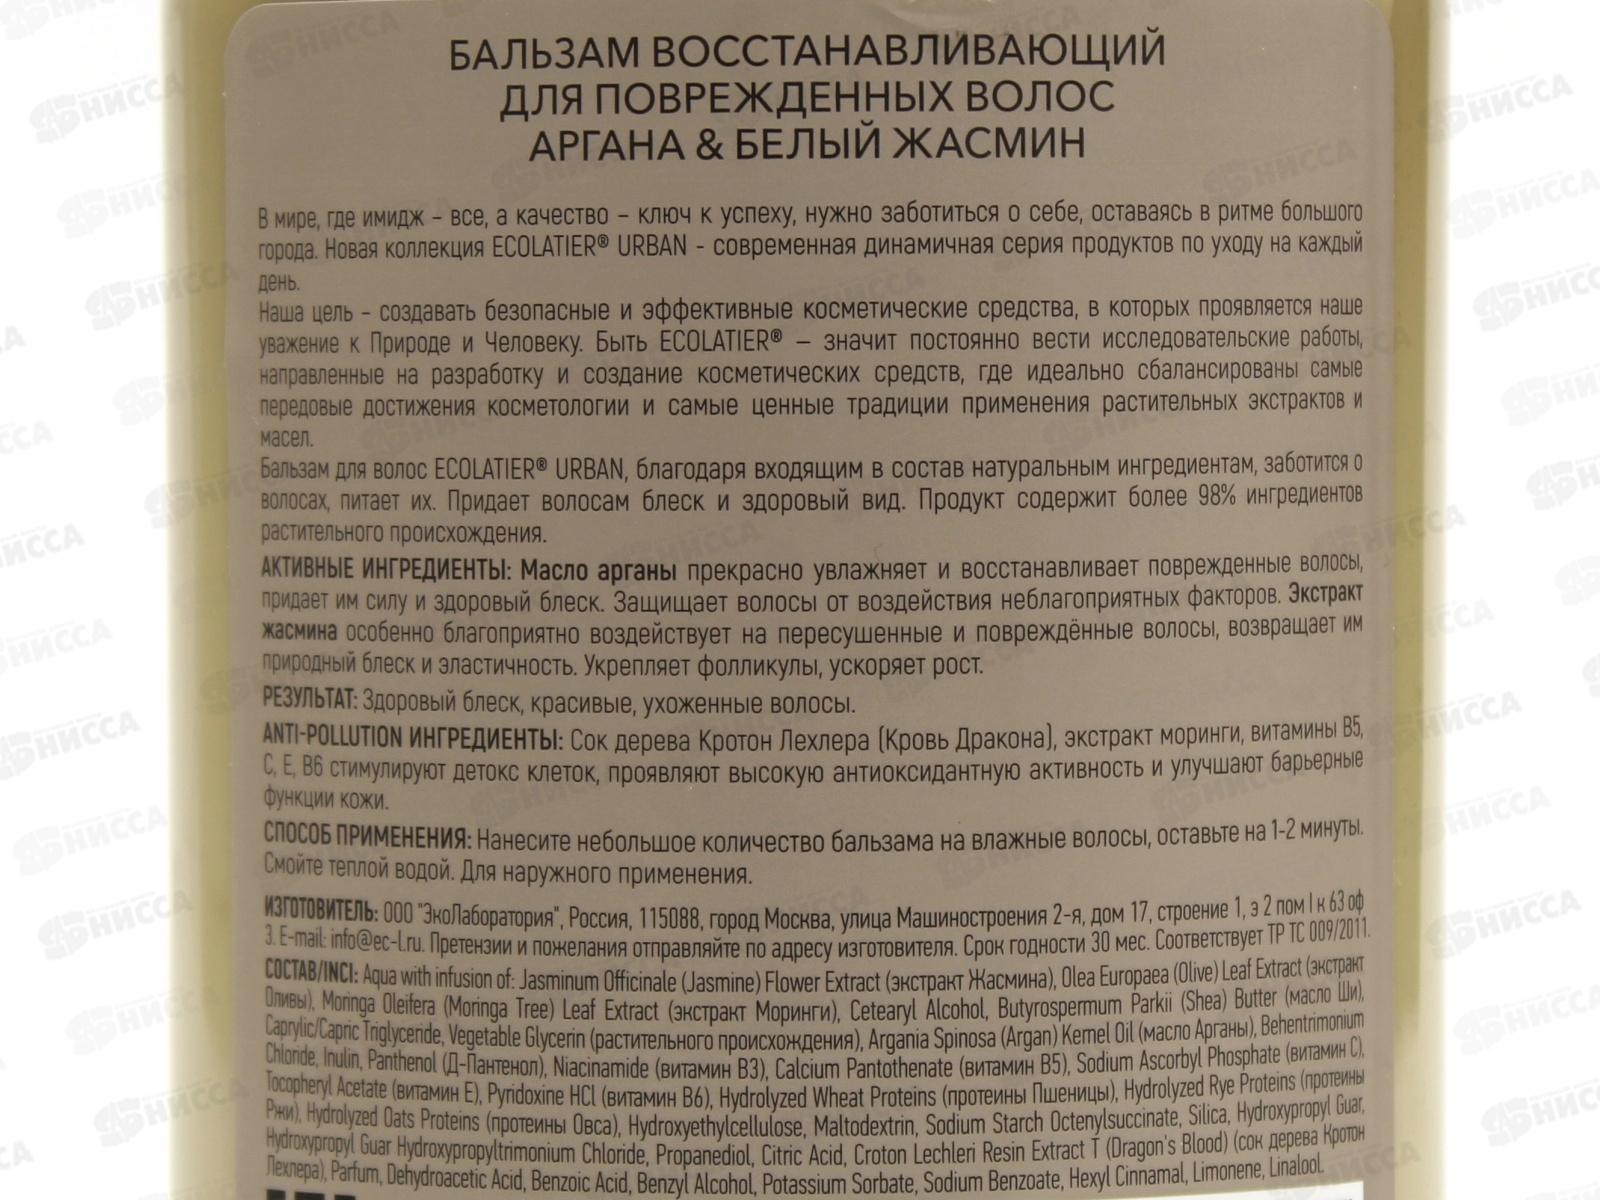 БАЛЬЗАМ ВОССТАНАВЛИВАЮЩИЙ
ДЛЯ ПОВРЕЖДЕННЫХ ВОЛОС
АРГАНА & БЕЛЫЙ ЖАСМИН
В мире, где имидж – все, а качество – ключ к успеху, нужно заботиться о себе, оставаясь в ритме большого
города. Новая коллекция ECOLATIER® URBAN - современная динамичная серия продуктов по уходу на каждый
день.
Наша цель – создавать безопасные и эффективные косметические средства, в которых проявляется наше
уважение к Природе и Человеку. Быть ECOLATIER® – значит постоянно вести исследовательские работы,
направленные на разработку и создание косметических средств, где идеально сбалансированы самые
передовые достижения косметологии и самые ценные традиции применения растительных экстрактов и
масел.
Бальзам для волос ECOLATIER® URBAN, благодаря входящим в состав натуральным ингредиентам, заботится о
волосах, питает их. Придает волосам блеск и здоровый вид. Продукт содержит более 98% ингредиентов
растительного происхождения.
АКТИВНЫЕ ИНГРЕДИЕНТЫ: Масло арганы прекрасно увлажняет и восстанавливает поврежденные волосы,
придает им силу и здоровый блеск. Защищает волосы от воздействия неблагоприятных факторов. Экстракт
жасмина особенно благоприятно воздействует на пересушенные и повреждённые волосы, возвращает им
природный блеск и эластичность. Укрепляет фолликулы, ускоряет рост.
РЕЗУЛЬТАТ: Здоровый блеск, красивые, ухоженные волосы.
ANTI-POLLUTION ИНГРЕДИЕНТЫ: Сок дерева Кротон Лехлера (Кровь Дракона), экстракт моринги, витамины B5,
C, E, B6 стимулируют детокс клеток, проявляют высокую антиоксидантную активность и улучшают барьерные
функции кожи.
СПОСОБ ПРИМЕНЕНИЯ: Нанесите небольшое количество бальзама на влажные волосы, оставьте на 1-2 минуты.
Смойте теплой водой. Для наружного применения.
ИЗГОТОВИТЕЛЬ: ООО "ЭкоЛаборатория", Россия, 115088, город Москва, улица Машиностроения 2-я, дом 17, строение 1, э 2 пом I к 63 оф
3. E-mail: info@ec-l.ru. Претензии и пожелания отправляйте по адресу изготовителя. Срок годности 30 мес. Соответствует ТР ТС 009/2011.
СОСТАВ/INCI: Aqua with infusion of: Jasminum Officinale (Jasmine) Flower Extract (экстракт Жасмина), Olea Europaea (Olive) Leaf Extract (экстракт
Оливы), Moringa Oleifera (Moringa Tree) Leaf Extract (экстракт Моринги), Cetearyl Alcohol, Butyrospermum Parkii (Shea) Butter (масло Ши),
Caprylic/Capric Triglyceride, Vegetable Glycerin (растительного происхождения), Argania Spinosa (Argan) Kernel Oil (масло Арганы), Behentrimonium
Chloride, Inulin, Panthenol (Д-Пантенол), Niacinamide (витамин B3), Calcium Pantothenate (витамин B5), Sodium Ascorbyl Phosphate (витамин C),
Tocopheryl Acetate (витамин E), Pyridoxine HCl (витамин B6), Hydrolyzed Wheat Proteins (протеины Пшеницы), Hydrolyzed Rye Proteins (протеины
Ржи), Hydrolyzed Oats Proteins (протеины Овса), Hydroxyethylcellulose, Maltodextrin, Sodium Starch Octenylsuccinate, Silica, Hydroxypropyl Guar,
Hydroxypropyl Guar Hydroxypropyltrimonium Chloride, Propanediol, Citric Acid, Croton Lechleri Resin Extract T (Dragon's Blood) (сок дерева Кротон
Лехлера), Parfum, Dehydroacetic Acid, Benzoic Acid, Benzyl Alcohol, Potassium Sorbate, Sodium Benzoate, Hexyl Cinnamal, Limonene, Linalool.